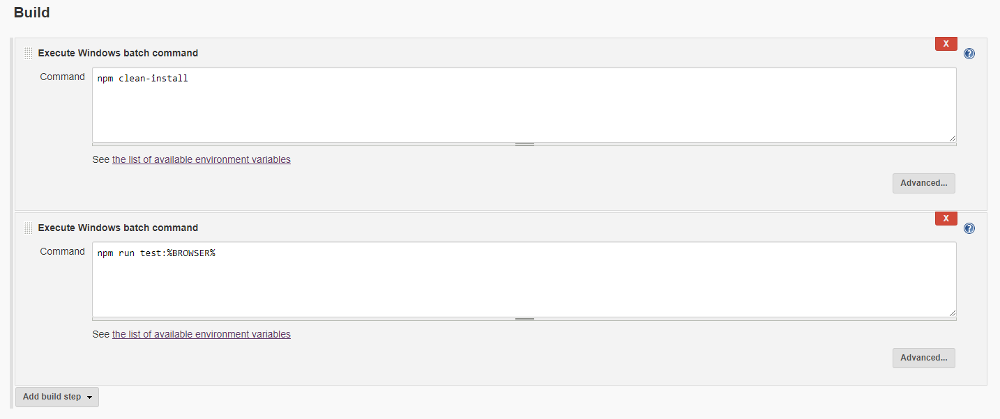 Build
Execute Windows batch command
X
?
Command
npm clean-install
See the list of available environment variables
Advanced...
Execute Windows batch command
X
?
Command
npm run test:%BROWSER%
See the list of available environment variables
Advanced...
Add build step